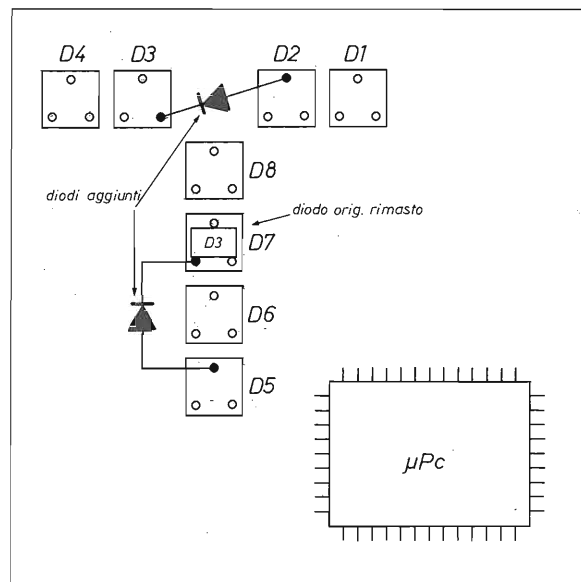 D4 D3 D2 D1
D8
diodi aggiunti
diodo orig. rimasto
D3 D7
D6
D5
µPc